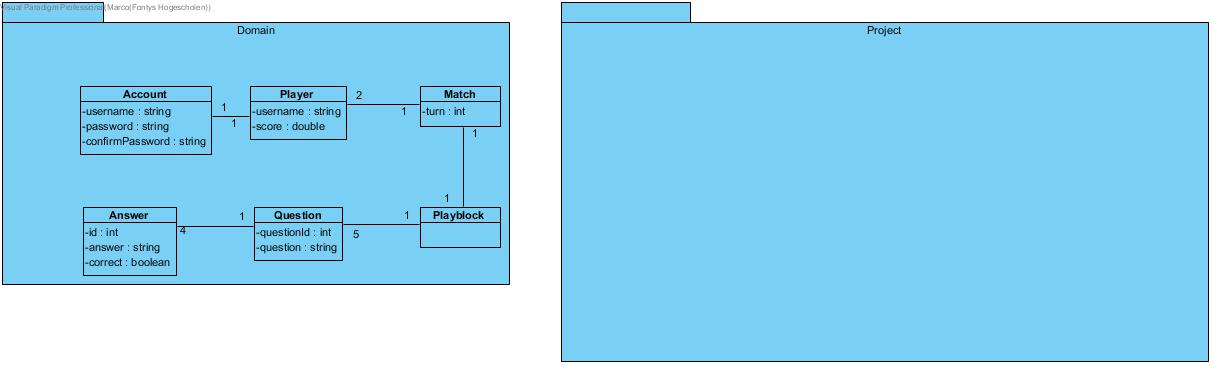 Visual Paradigm Professional(Marco(Fontys Hogescholen))
Domain
Account
-username : string
-password : string
-confirmPassword : string
1
1
Player
-username : string
-score : double
2
1
Match
-turn : int
1
1
Answer
-id : int
-answer : string
-correct : boolean
1
4
Question
-questionId : int
-question : string
1
5
Playblock
Project